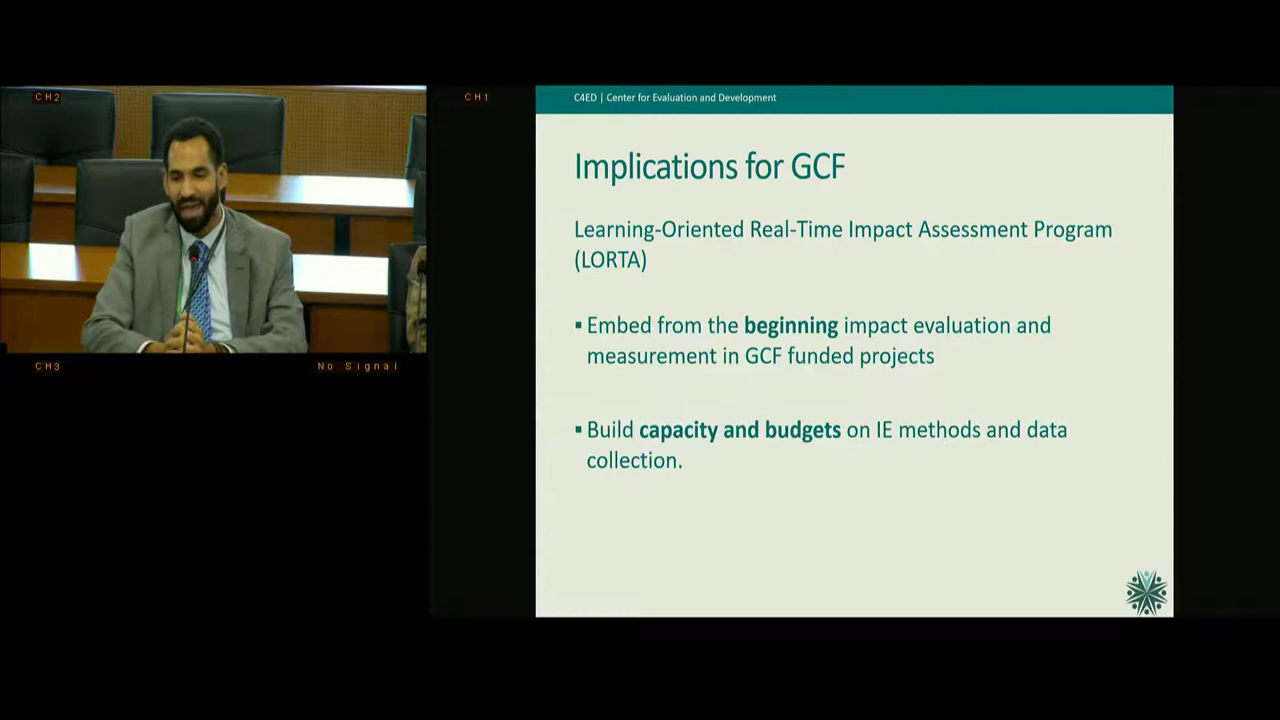 CH2
CH1
CH3
No Signal
C4ED | Center for Evaluation and Development
Implications for GCF
Learning-Oriented Real-Time Impact Assessment Program
(LORTA)
▪ Embed from the beginning impact evaluation and
measurement in GCF funded projects
▪ Build capacity and budgets on IE methods and data
collection.